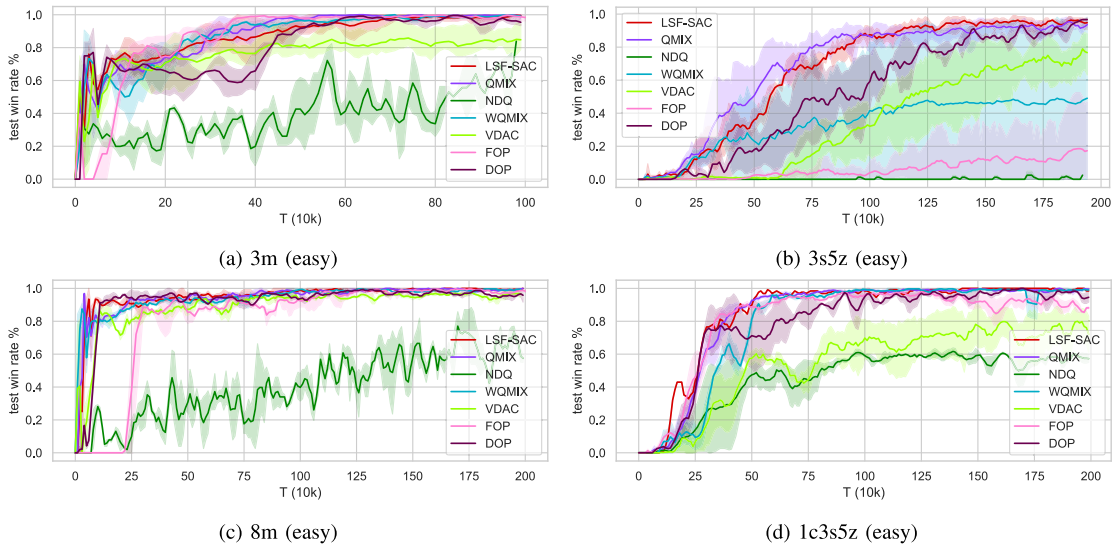 1.0
0.8
0.6
0.4
0.2
0.0
test win rate %
0 20 40 60 80 100
T (10k)
LSF-SAC
QMIX
NDQ
WQMIX
VDAC
FOP
DOP
(a) 3m (easy)
1.0
0.8
0.6
0.4
0.2
0.0
test win rate %
0 25 50 75 100 125 150 175 200
T (10k)
LSF-SAC
QMIX
NDQ
WQMIX
VDAC
FOP
DOP
(b) 3s5z (easy)
1.0
0.8
0.6
0.4
0.2
0.0
test win rate %
0 25 50 75 100 125 150 175 200
T (10k)
LSF-SAC
QMIX
NDQ
WQMIX
VDAC
FOP
DOP
(c) 8m (easy)
1.0
0.8
0.6
0.4
0.2
0.0
test win rate %
0 25 50 75 100 125 150 175 200
T (10k)
LSF-SAC
QMIX
NDQ
WQMIX
VDAC
FOP
DOP
(d) 1c3s5z (easy)